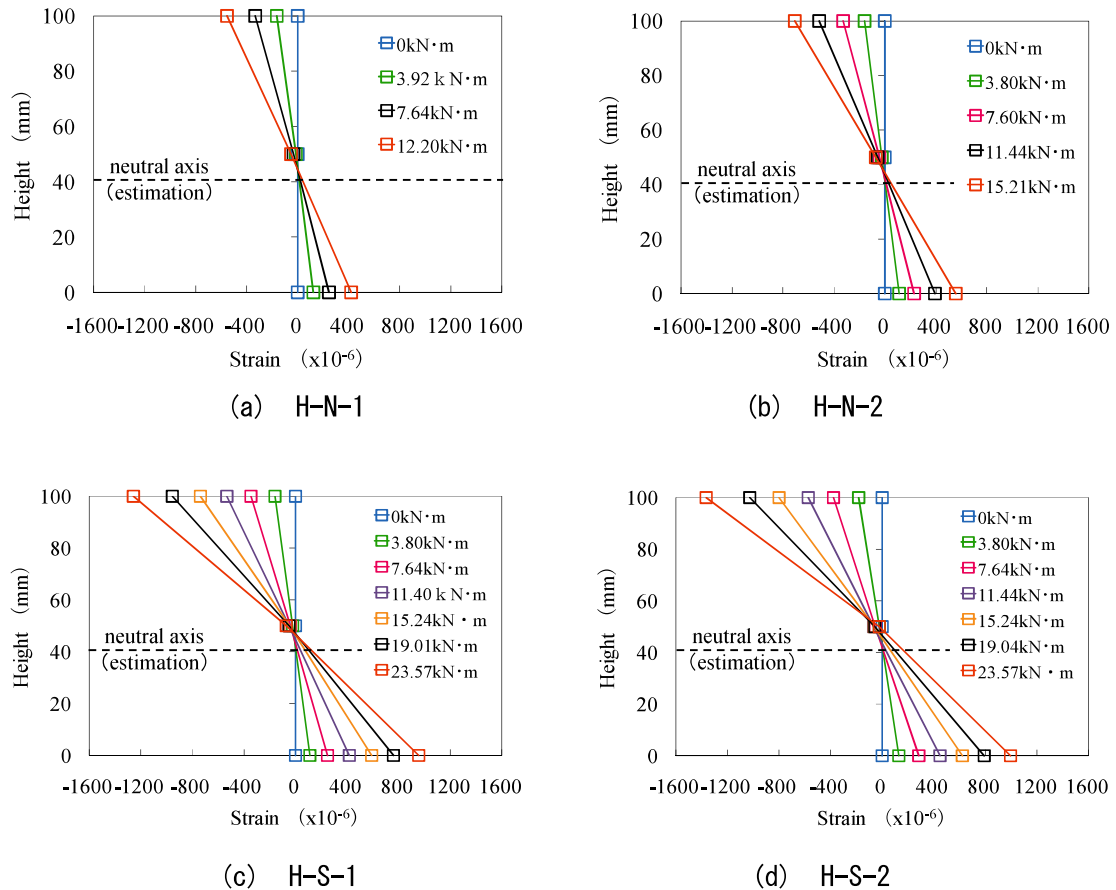 100
80
60
40
20
0
Height (mm)
0kN·m
3.92kN·m
7.64kN·m
12.20kN·m
neutral axis
(estimation)
-1600 -1200 -800 -400 0 400 800 1200 1600
Strain (x10⁻⁶)
(a) H-N-1
100
80
60
40
20
0
Height (mm)
0kN·m
3.80kN·m
7.60kN·m
11.44kN·m
15.21kN·m
neutral axis
(estimation)
-1600 -1200 -800 -400 0 400 800 1200 1600
Strain (x10⁻⁶)
(b) H-N-2
100
80
60
40
20
0
Height (mm)
0kN·m
3.80kN·m
7.64kN·m
11.40kN·m
15.24kN·m
19.01kN·m
23.57kN·m
neutral axis
(estimation)
-1600 -1200 -800 -400 0 400 800 1200 1600
Strain (x10⁻⁶)
(c) H-S-1
100
80
60
40
20
0
Height (mm)
0kN·m
3.80kN·m
7.64kN·m
11.44kN·m
15.24kN·m
19.04kN·m
23.57kN·m
neutral axis
(estimation)
-1600 -1200 -800 -400 0 400 800 1200 1600
Strain (x10⁻⁶)
(d) H-S-2